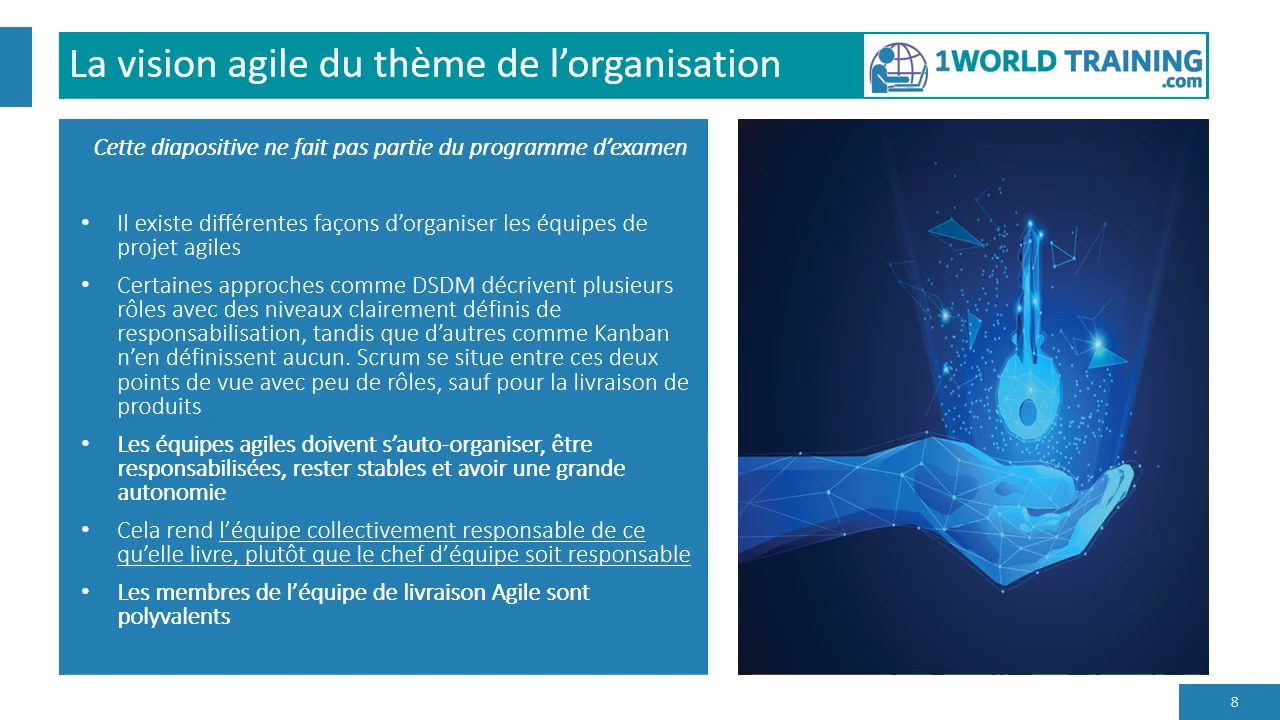 La vision agile du thème de l’organisation
1WORLD TRAINING
.com
Cette diapositive ne fait pas partie du programme d’examen
• Il existe différentes façons d’organiser les équipes de
projet agiles
• Certaines approches comme DSDM décrivent plusieurs
rôles avec des niveaux clairement définis de
responsabilisation, tandis que d’autres comme Kanban
n’en définissent aucun. Scrum se situe entre ces deux
points de vue avec peu de rôles, sauf pour la livraison de
produits
• Les équipes agiles doivent s’auto-organiser, être
responsabilisées, rester stables et avoir une grande
autonomie
• Cela rend l’équipe collectivement responsable de ce
qu’elle livre, plutôt que le chef d’équipe soit responsable
• Les membres de l’équipe de livraison Agile sont
polyvalents
8